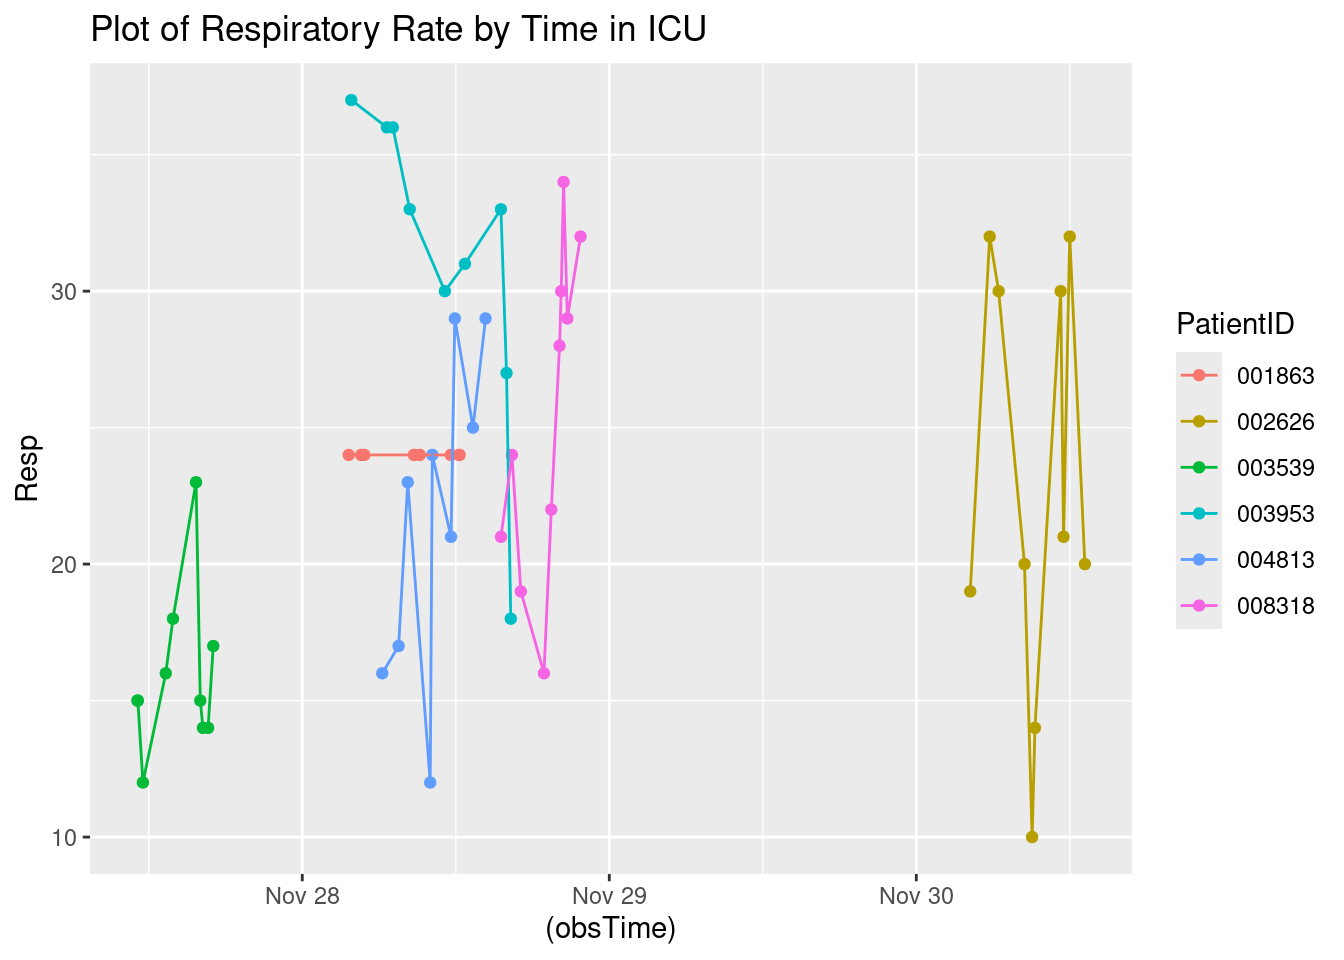 Plot of Respiratory Rate by Time in ICU
Resp
30
20
10
Nov 28
Nov 29
Nov 30
(obsTime)
PatientID
001863
002626
003539
003953
004813
008318